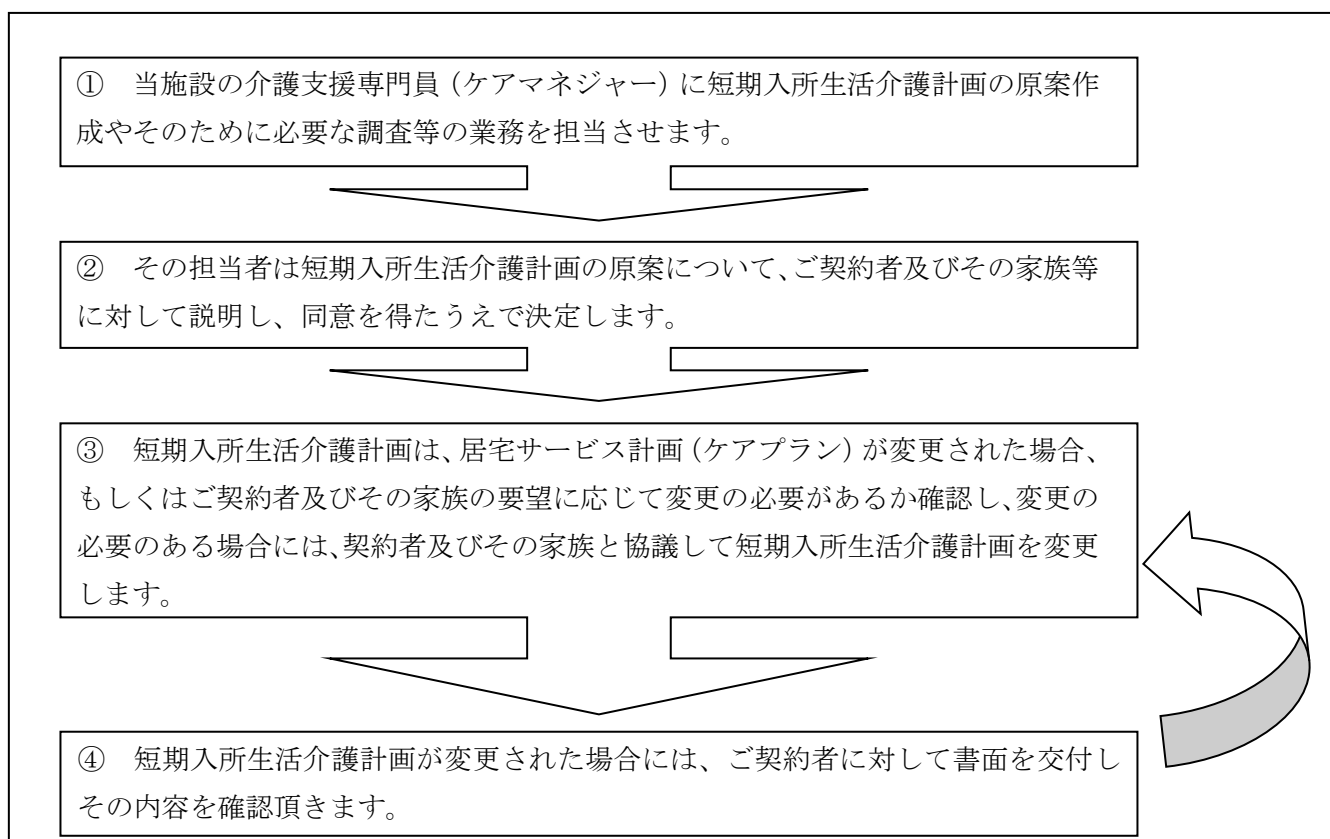 ① 当施設の介護支援専門員(ケアマネジャー)に短期入所生活介護計画の原案作
成やそのために必要な調査等の業務を担当させます。
② その担当者は短期入所生活介護計画の原案について、ご契約者及びその家族等
に対して説明し、同意を得たうえで決定します。
③ 短期入所生活介護計画は、居宅サービス計画(ケアプラン)が変更された場合、
もしくはご契約者及びその家族の要望に応じて変更の必要があるか確認し、変更の
必要のある場合には、契約者及びその家族と協議して短期入所生活介護計画を変更
します。
④ 短期入所生活介護計画が変更された場合には、ご契約者に対して書面を交付し
その内容を確認頂きます。